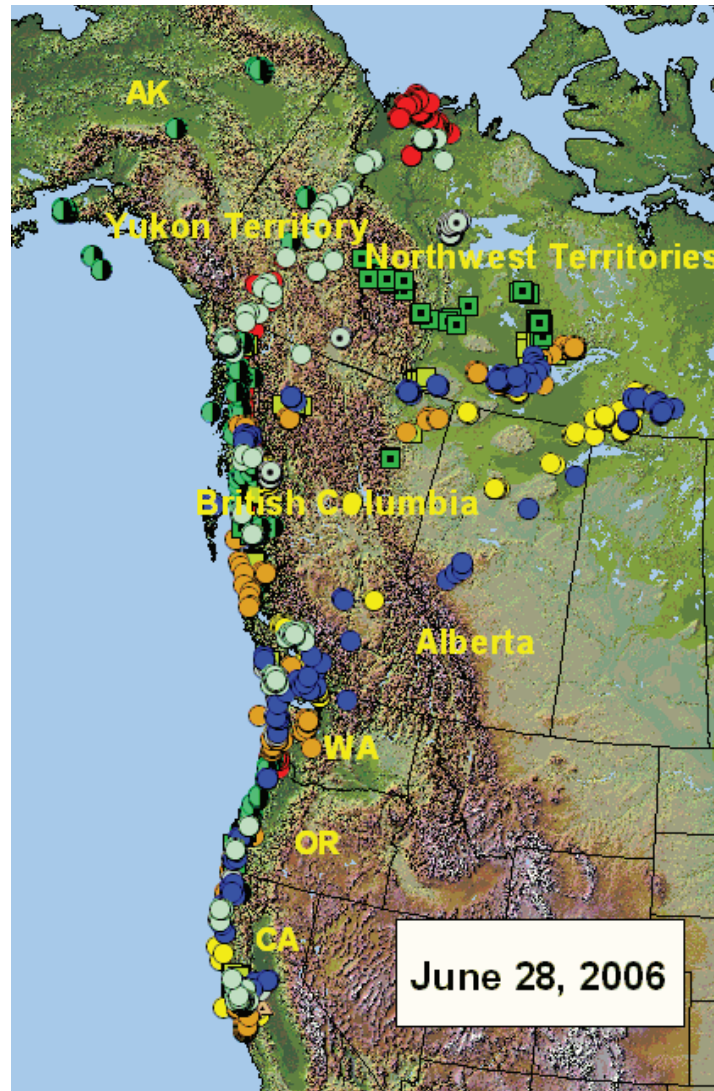 AK
Yukon Territory
Northwest Territories
British Columbia
Alberta
WA
OR
CA
June 28, 2006